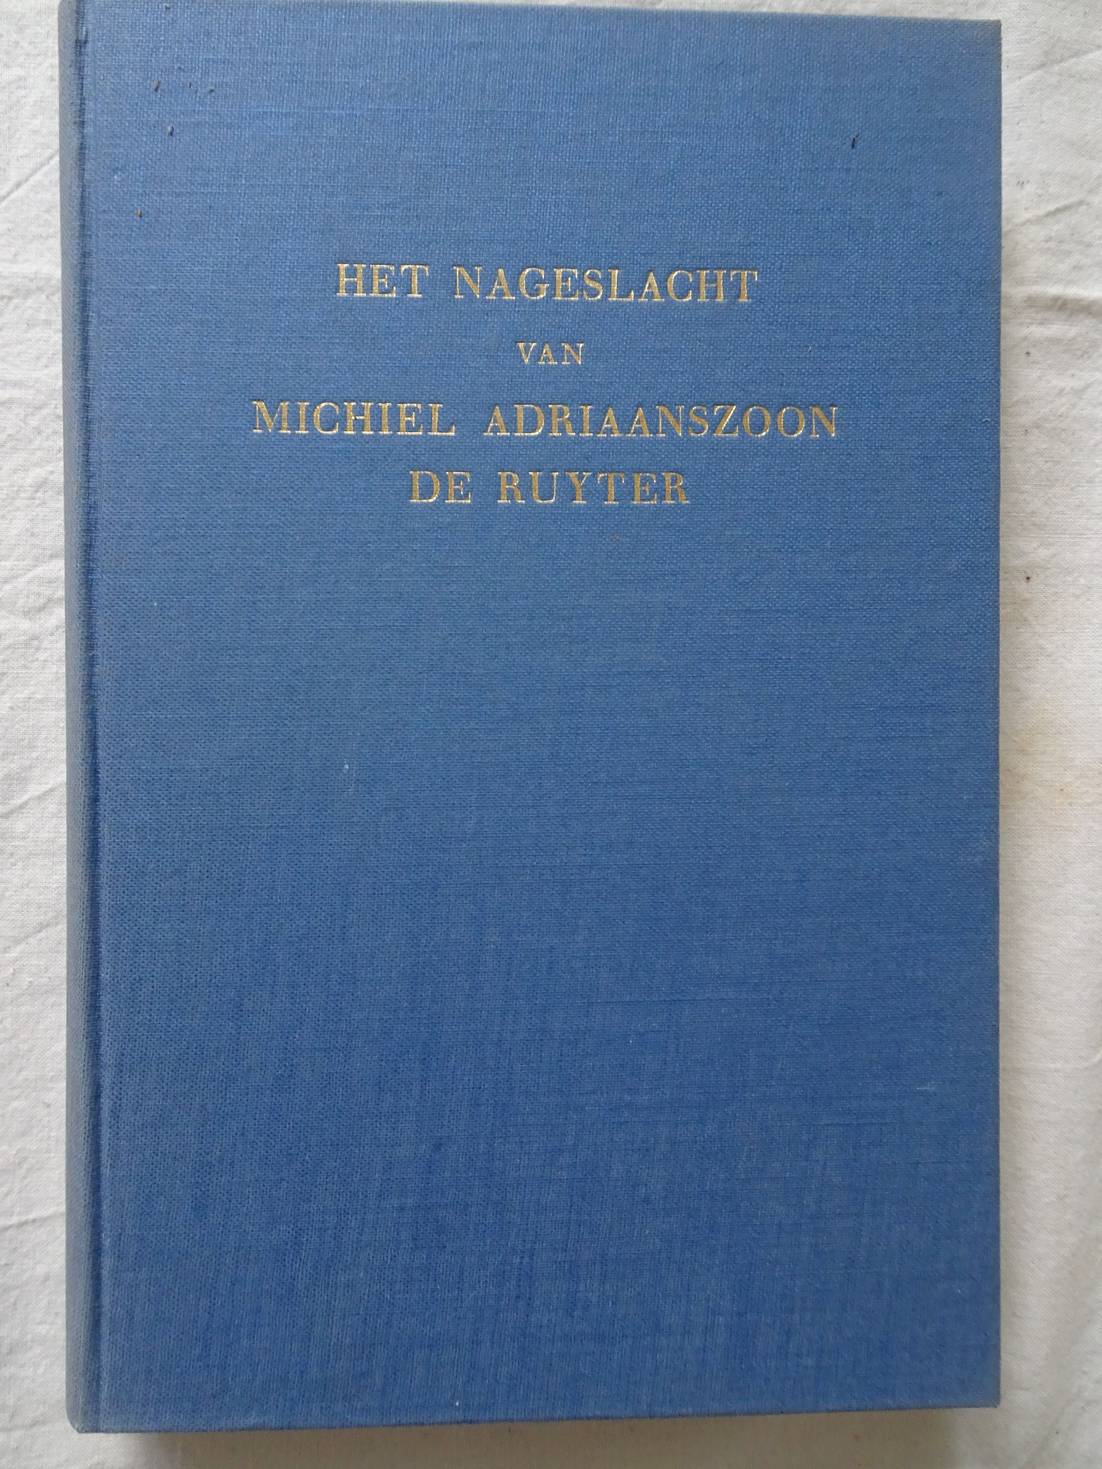 HET NAGESLACHT
VAN
MICHIEL ADRIAANSZOON
DE RUYTER